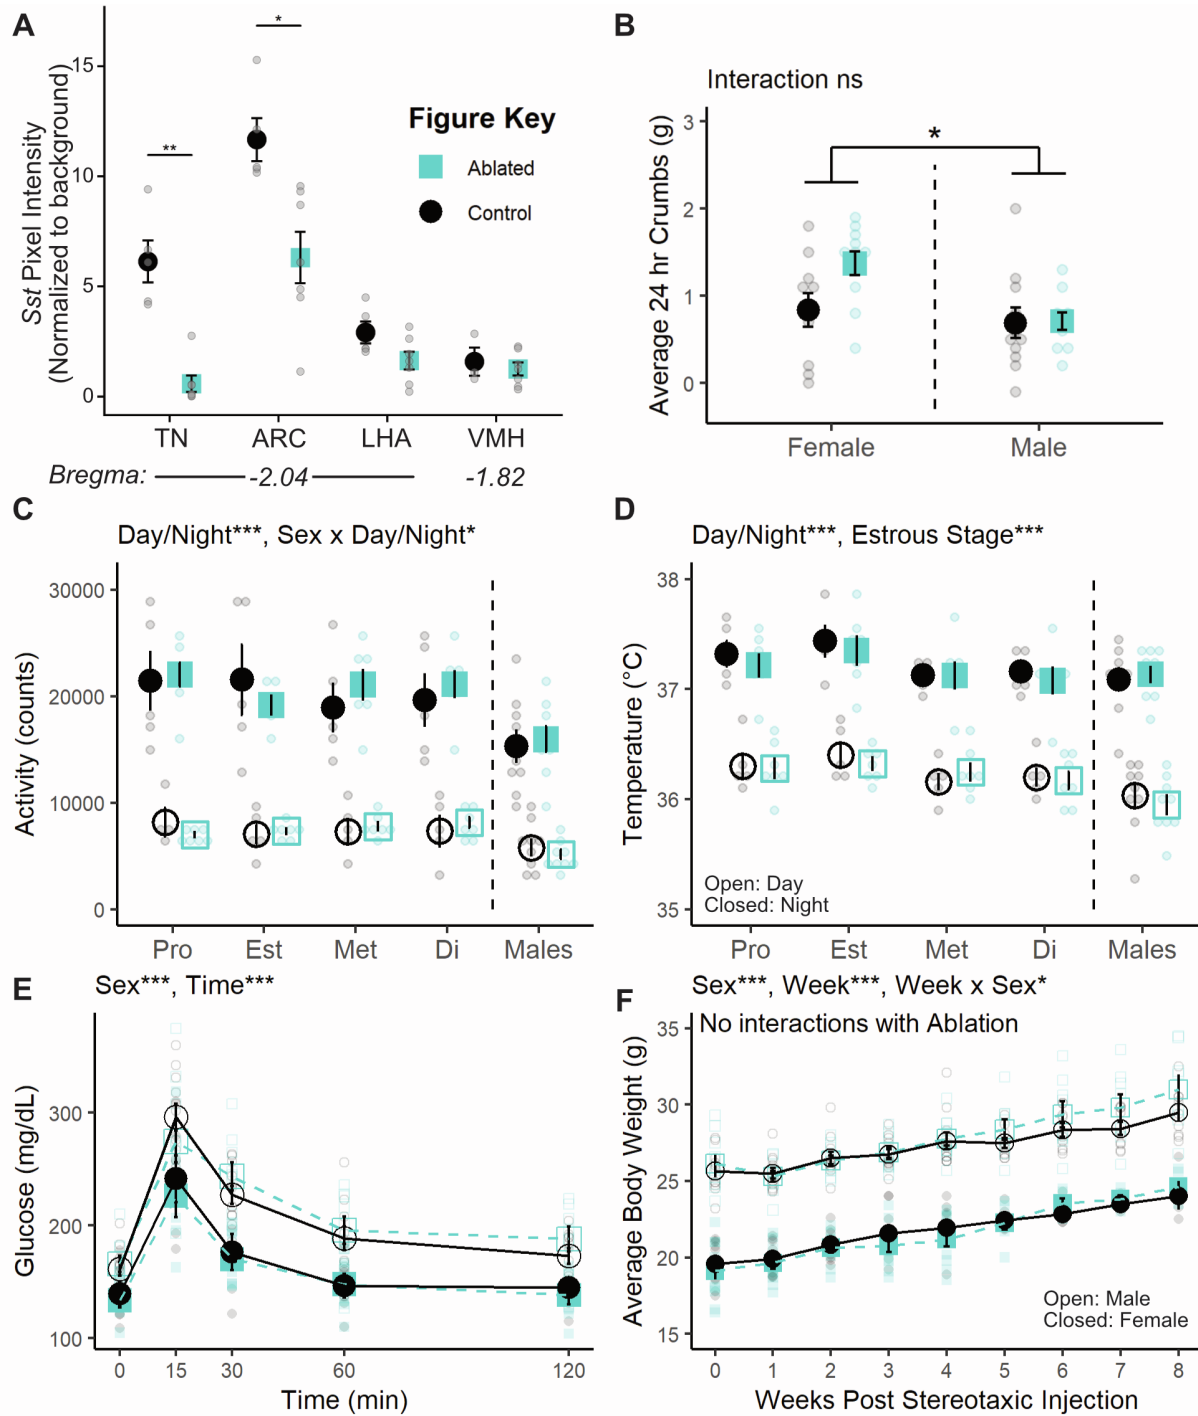 A
*
**
15
10
5
0
Sst Pixel Intensity
(Normalized to background)
Figure Key
Ablated
Control
TN ARC LHA VMH
Bregma: -2.04 -1.82
B
Interaction ns
*
3
2
1
0
Average 24 hr Crumbs (g)
Female Male
C
Day/Night***, Sex x Day/Night*
30000
20000
10000
0
Activity (counts)
Pro Est Met Di Males
D
Day/Night***, Estrous Stage***
38
37
36
35
Temperature (°C)
Open: Day
Closed: Night
Pro Est Met Di Males
E
Sex***, Time***
300
200
100
Glucose (mg/dL)
0 15 30 60 120
Time (min)
F
Sex***, Week***, Week x Sex*
No interactions with Ablation
35
30
25
20
15
Average Body Weight (g)
Open: Male
Closed: Female
0 1 2 3 4 5 6 7 8
Weeks Post Stereotaxic Injection